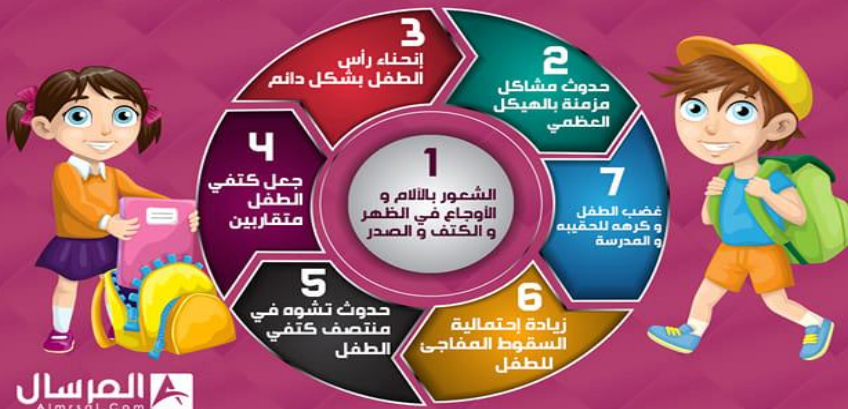 1
الشعور بالآلام و
الأوجاع في الظهر
و الكتف و الصدر
2
حدوث مشاكل
مزمنة بالهيكل
العظمي
3
إنحناء رأس
الطفل بشكل دائم
4
جعل كتفي
الطفل
متقاربين
5
حدوث تشوه في
منتصف كتفي
الطفل
6
زيادة إحتمالية
السقوط المفاجئ
للطفل
7
غضب الطفل
و كرهه للحقيبه
و المدرسة
المرسال
Almrsal.Com